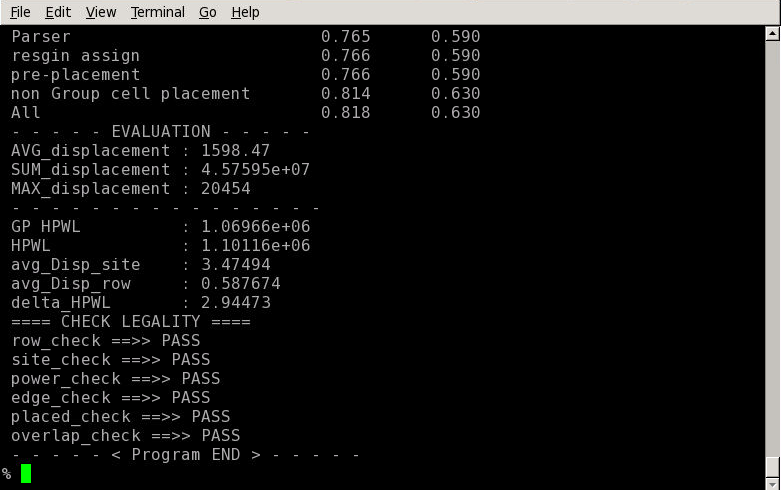 File Edit View Terminal Go Help
Parser 0.765 0.590
resgin assign 0.766 0.590
pre-placement 0.766 0.590
non Group cell placement 0.814 0.630
All 0.818 0.630
- - - - - EVALUATION - - - - -
AVG_displacement : 1598.47
SUM_displacement : 4.57595e+07
MAX_displacement : 20454
- - - - - - - - - - - - - - - -
GP HPWL : 1.06966e+06
HPWL : 1.10116e+06
avg_Disp_site : 3.47494
avg_Disp_row : 0.587674
delta_HPWL : 2.94473
==== CHECK LEGALITY ====
row_check ==>> PASS
site_check ==>> PASS
power_check ==>> PASS
edge_check ==>> PASS
placed_check ==>> PASS
overlap_check ==>> PASS
- - - - - < Program END > - - - - -
%